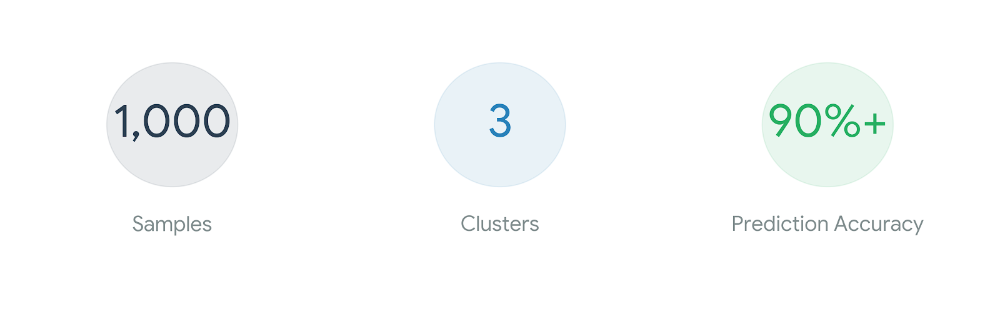 1,000
Samples
3
Clusters
90%+
Prediction Accuracy